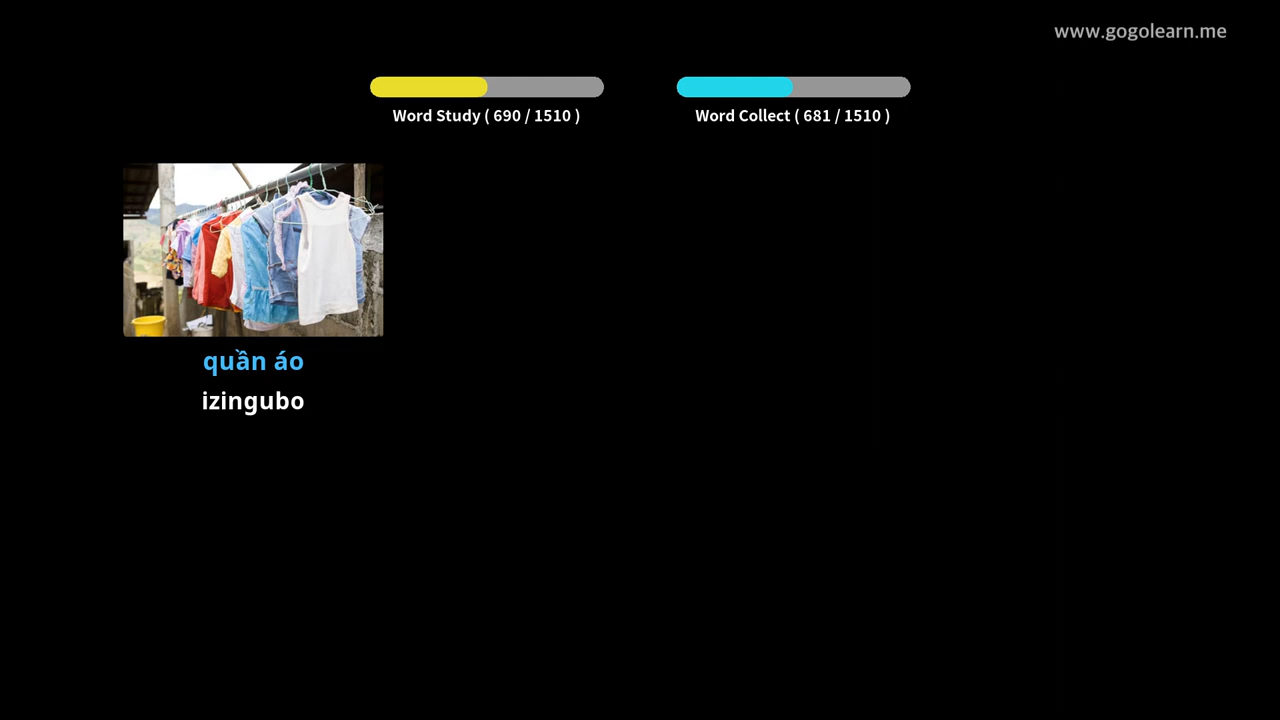 www.gogolearn.me
Word Study ( 690 / 1510 )
Word Collect ( 681 / 1510 )
quần áo
izingubo